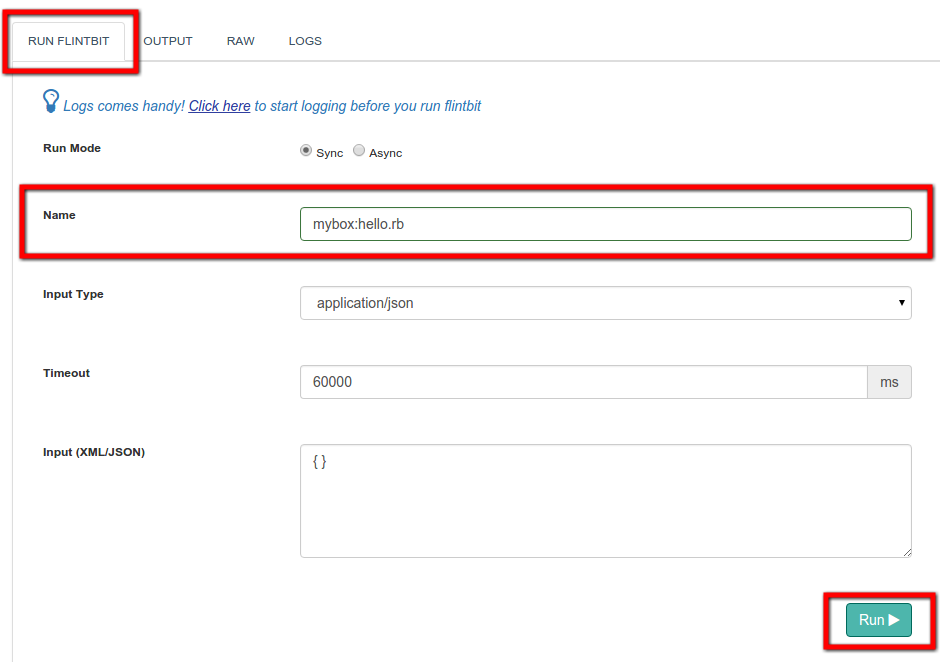 RUN FLINTBIT OUTPUT RAW LOGS
Logs comes handy! Click here to start logging before you run flintbit
Run Mode Sync Async
Name mybox:hello.rb
Input Type application/json
Timeout 60000 ms
Input (XML/JSON) { }
Run